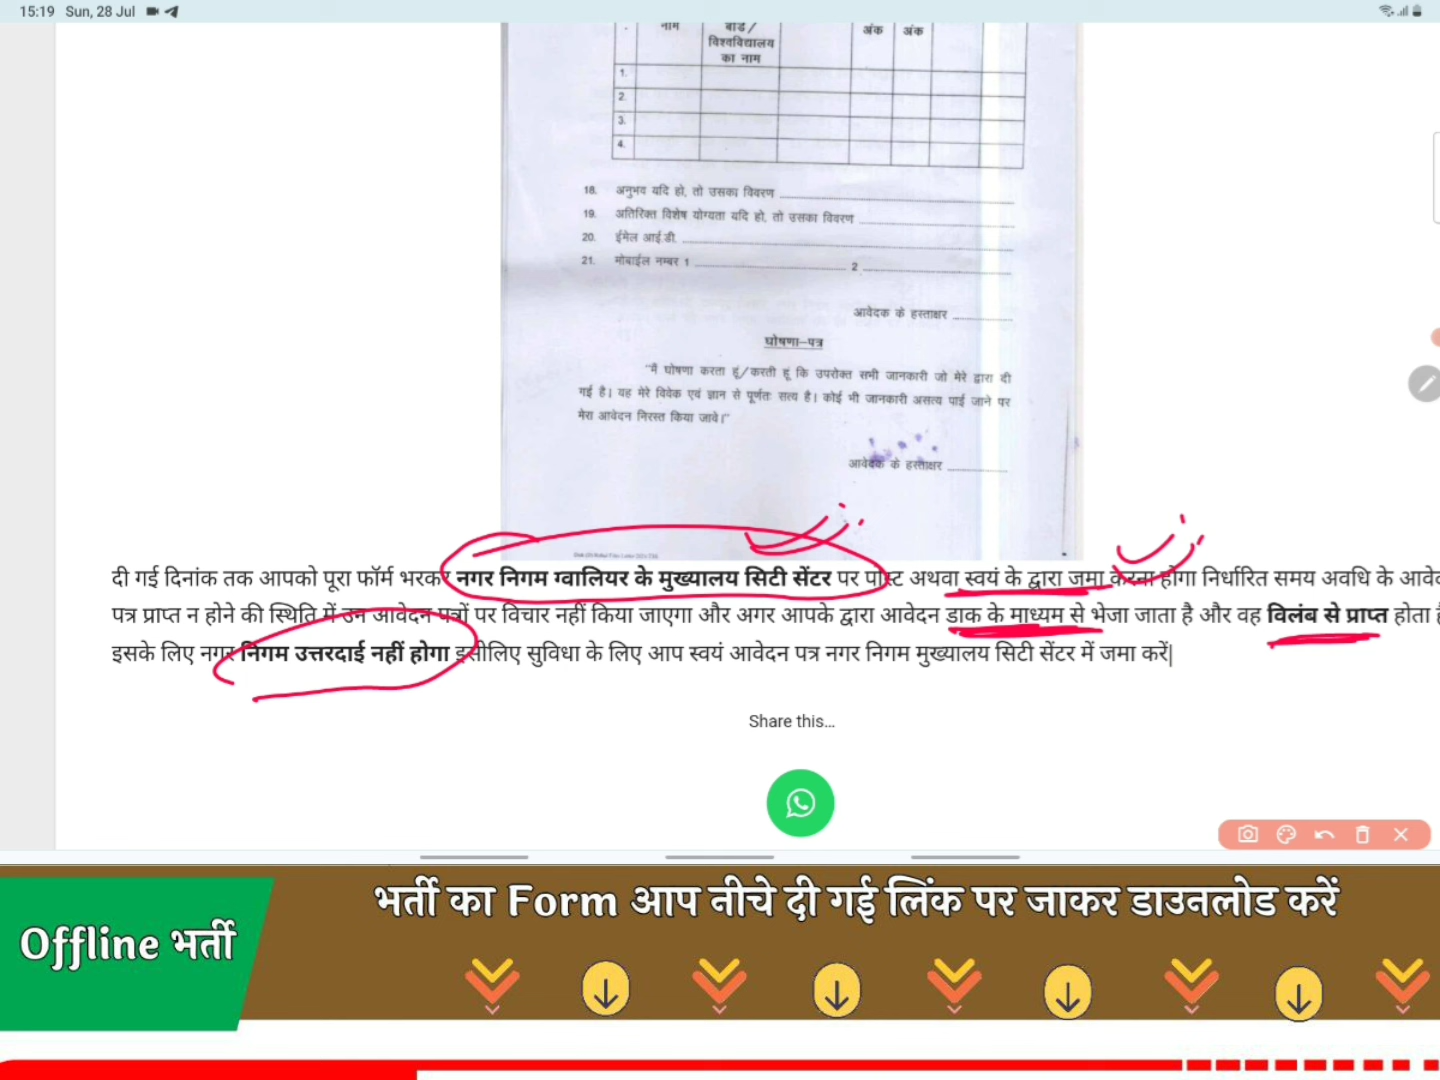 15:19 Sun, 28 Jul
नाम बोर्ड/ अंक अंक
विश्वविद्यालय
का नाम
1.
2.
3.
4.
18. अनुभव यदि हो, तो उसका विवरण
19. अतिरिक्त विशेष योग्यता यदि हो, तो उसका विवरण
20. ईमेल आई.डी.
21. मोबाईल नम्बर 1 2
आवेदक के हस्ताक्षर
घोषणा–पत्र
"मैं घोषणा करता हूं/करती हूं कि उपरोक्त सभी जानकारी जो मेरे द्वारा दी
गई है। यह मेरे विवेक एवं ज्ञान से पूर्णतः सत्य है। कोई भी जानकारी असत्य पाई जाने पर
मेरा आवेदन निरस्त किया जावे।"
आवेदक के हस्ताक्षर
दी गई दिनांक तक आपको पूरा फॉर्म भरकर नगर निगम ग्वालियर के मुख्यालय सिटी सेंटर पर पोस्ट अथवा स्वयं के द्वारा जमा करना होगा निर्धारित समय अवधि के आवे
पत्र प्राप्त न होने की स्थिति में उन आवेदन पत्रों पर विचार नहीं किया जाएगा और अगर आपके द्वारा आवेदन डाक के माध्यम से भेजा जाता है और वह विलंब से प्राप्त होता है
इसके लिए नगर निगम उत्तरदाई नहीं होगा इसीलिए सुविधा के लिए आप स्वयं आवेदन पत्र नगर निगम मुख्यालय सिटी सेंटर में जमा करें|
Share this...
भर्ती का Form आप नीचे दी गई लिंक पर जाकर डाउनलोड करें
Offline भर्ती